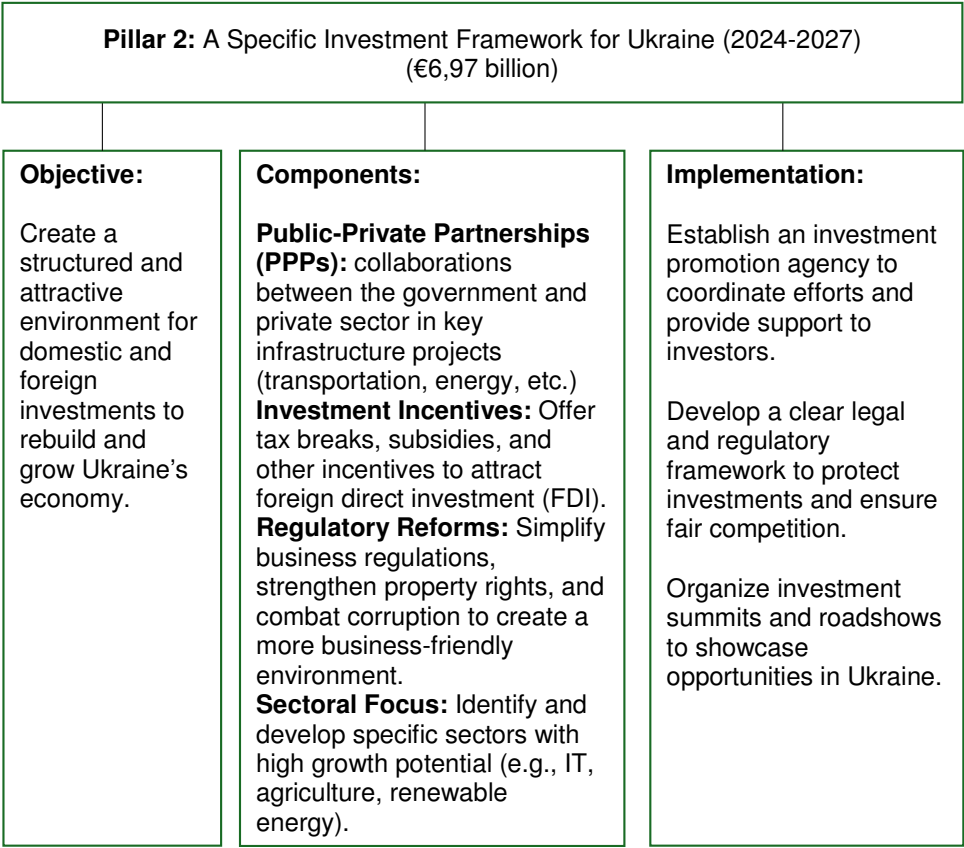 Pillar 2: A Specific Investment Framework for Ukraine (2024-2027)
(€6,97 billion)
Objective:
Create a
structured and
attractive
environment for
domestic and
foreign
investments to
rebuild and
grow Ukraine’s
economy.
Components:
Public-Private Partnerships
(PPPs): collaborations
between the government and
private sector in key
infrastructure projects
(transportation, energy, etc.)
Investment Incentives: Offer
tax breaks, subsidies, and
other incentives to attract
foreign direct investment (FDI).
Regulatory Reforms: Simplify
business regulations,
strengthen property rights, and
combat corruption to create a
more business-friendly
environment.
Sectoral Focus: Identify and
develop specific sectors with
high growth potential (e.g., IT,
agriculture, renewable
energy).
Implementation:
Establish an investment
promotion agency to
coordinate efforts and
provide support to
investors.
Develop a clear legal
and regulatory
framework to protect
investments and ensure
fair competition.
Organize investment
summits and roadshows
to showcase
opportunities in Ukraine.